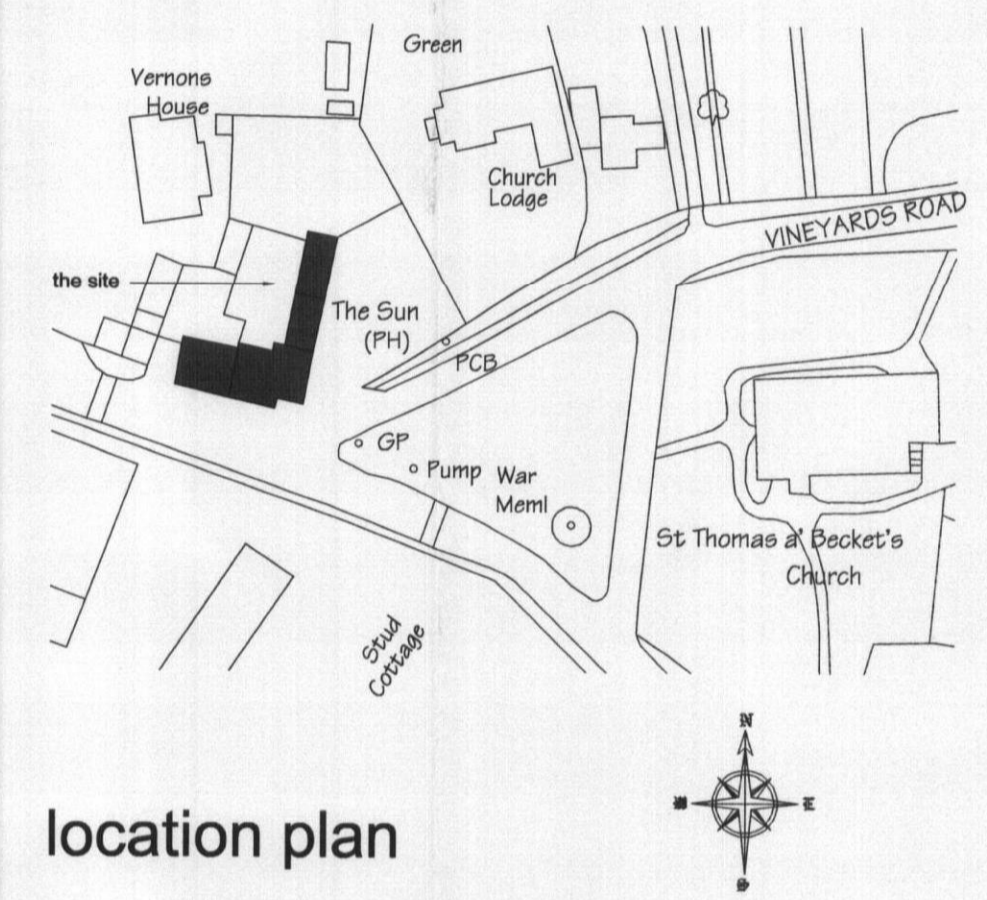 Green
Vernons
House
Church
Lodge
VINEYARDS ROAD
the site
The Sun
(PH)
PCB
GP
Pump
War
Meml
St Thomas a' Becket's
Church
Stud
Cottage
N
E
S
location plan